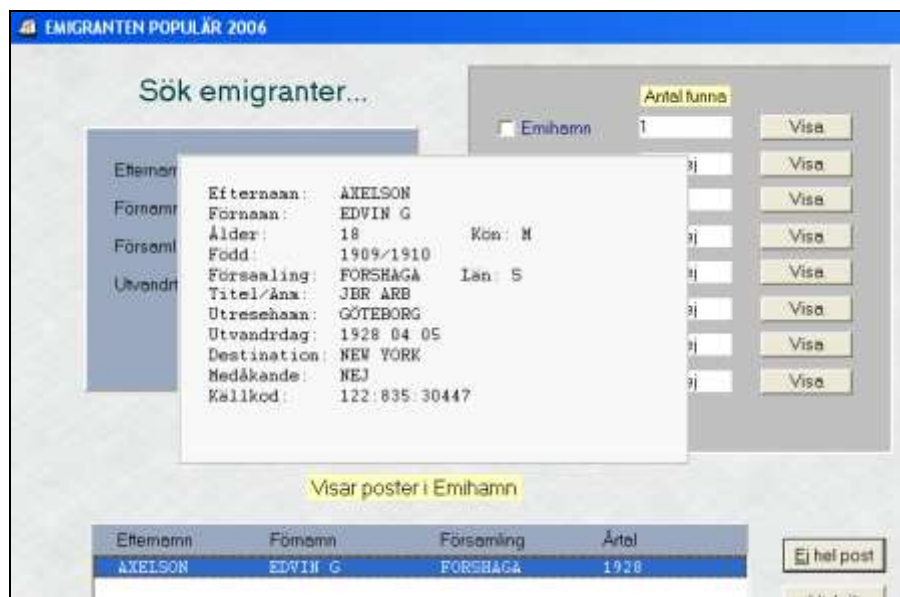 EMIGRANTEN POPULÄR 2006
Sök emigranter...
Antal funna
Emihamn 1 Visa
Visa
Visa
Visa
Visa
Visa
Visa
Visa
Efternamn: AXELSON
Förnamn: EDVIN G
Ålder: 18 Kön: M
Född: 1909/1910
Församling: FORSHAGA Län: S
Titel/Anm: JBR ARB
Utresehamn: GÖTEBORG
Utvandrdag: 1928 04 05
Destination: NEW YORK
Medåkande: NEJ
Källkod: 122:835:30447
Visar poster i Emihamn
Efternamn Förnamn Församling Årtal
AXELSON EDVIN G FORSHAGA 1928
Ej hel post